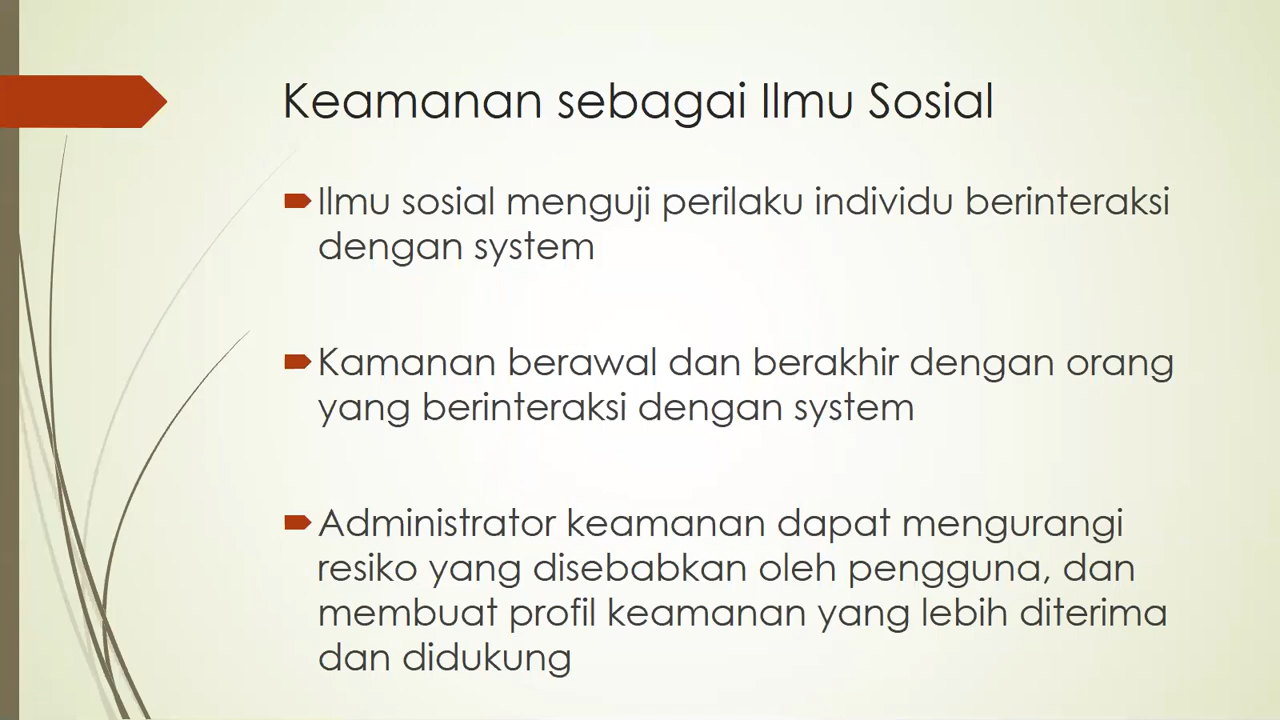 Keamanan sebagai Ilmu Sosial
Ilmu sosial menguji perilaku individu berinteraksi
dengan system
Kamanan berawal dan berakhir dengan orang
yang berinteraksi dengan system
Administrator keamanan dapat mengurangi
resiko yang disebabkan oleh pengguna, dan
membuat profil keamanan yang lebih diterima
dan didukung